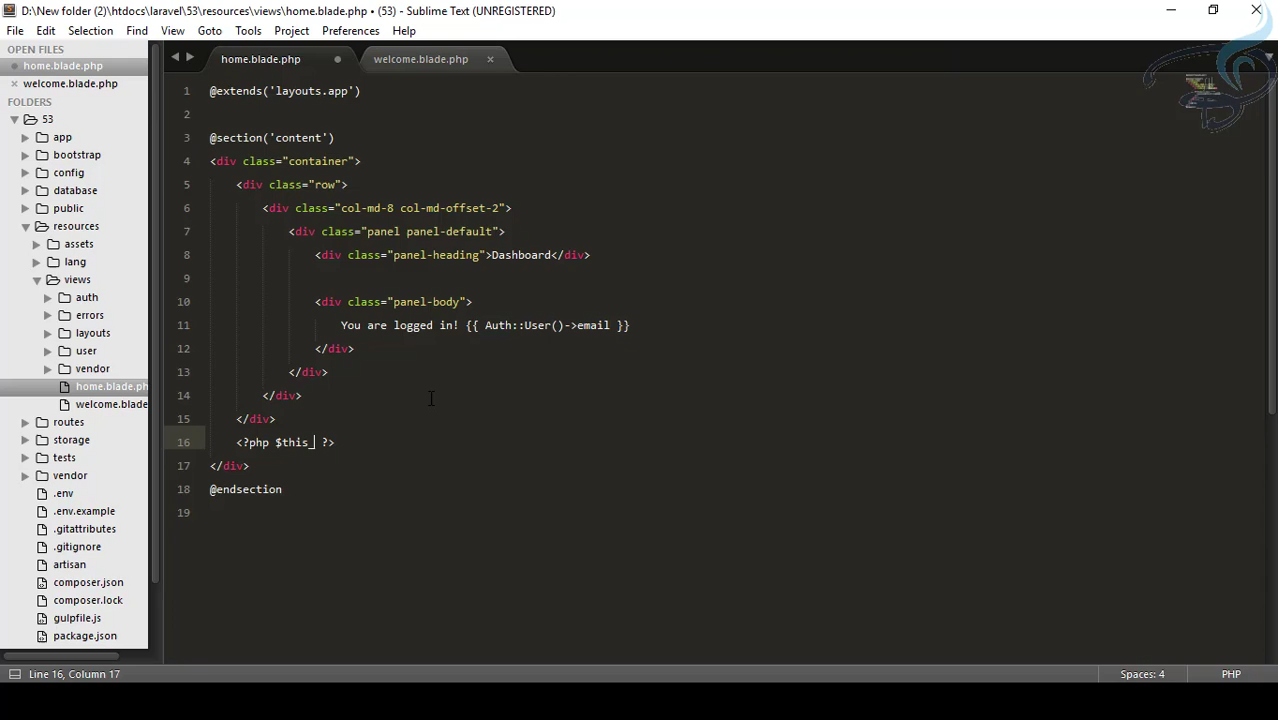 D:\New folder (2)\htdocs\laravel\53\resources\views\home.blade.php • (53) - Sublime Text (UNREGISTERED)
File Edit Selection Find View Goto Tools Project Preferences Help
OPEN FILES
home.blade.php
welcome.blade.php
FOLDERS
53
app
bootstrap
config
database
public
resources
assets
lang
views
auth
errors
layouts
user
vendor
home.blade.ph
welcome.blade
routes
storage
tests
vendor
.env
.env.example
.gitattributes
.gitignore
artisan
composer.json
composer.lock
gulpfile.js
package.json
home.blade.php
welcome.blade.php
1 @extends('layouts.app')
2
3 @section('content')
4 <div class="container">
5 <div class="row">
6 <div class="col-md-8 col-md-offset-2">
7 <div class="panel panel-default">
8 <div class="panel-heading">Dashboard</div>
9
10 <div class="panel-body">
11 You are logged in! {{ Auth::User()->email }}
12 </div>
13 </div>
14 </div>
15 </div>
16 <?php $this_ ?>
17 </div>
18 @endsection
19
Line 16, Column 17
Spaces: 4
PHP